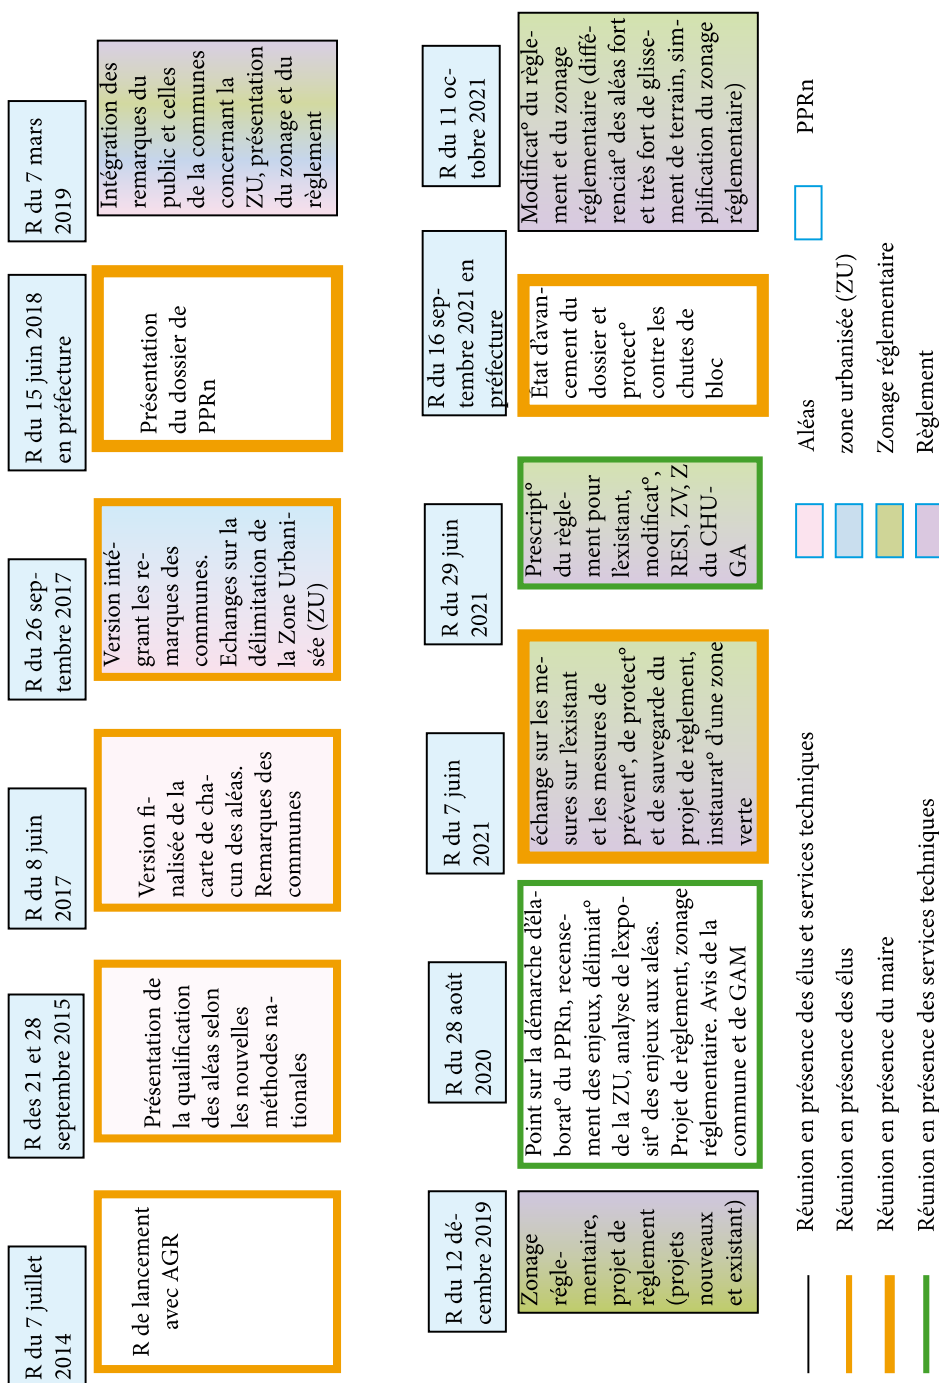 R du 7 juillet
2014
R de lancement
avec AGR
R des 21 et 28
septembre 2015
Présentation de
la qualification
des aléas selon
les nouvelles
méthodes na-
tionales
R du 8 juin
2017
Version fi-
nalisée de la
carte de cha-
cun des aléas.
Remarques des
communes
R du 26 sep-
tembre 2017
Version inté-
grant les re-
marques des
communes.
Echanges sur la
délimitation de
la Zone Urbani-
sée (ZU)
R du 15 juin 2018
en préfecture
Présentation
du dossier de
PPRn
R du 7 mars
2019
Intégration des
remarques du
public et celles
de la communes
concernant la
ZU, présentation
du zonage et du
règlement
R du 12 dé-
cembre 2019
Zonage
régle-
mentaire,
projet de
règlement
(projets
nouveaux
et existant)
R du 28 août
2020
Point sur la démarche d'éla-
borat° du PPRn, recense-
ment des enjeux, délimiat°
de la ZU, analyse de l'expo-
sit° des enjeux aux aléas.
Projet de règlement, zonage
réglementaire. Avis de la
commune et de GAM
R du 7 juin
2021
échange sur les me-
sures sur l'existant
et les mesures de
prévent°, de protect°
et de sauvegarde du
projet de règlement,
instaurat° d'une zone
verte
R du 29 juin
2021
Prescript°
du règle-
ment pour
l'existant,
modificat°,
RESI, ZV, Z
du CHU-
GA
R du 16 sep-
tembre 2021 en
préfecture
État d'avan-
cement du
dossier et
protect°
contre les
chutes de
bloc
R du 11 oc-
tobre 2021
Modificat° du règle-
ment et du zonage
réglementaire (diffé-
renciat° des aléas fort
et très fort de glisse-
ment de terrain, sim-
plification du zonage
réglementaire)
Réunion en présence des élus et services techniques
Réunion en présence des élus
Réunion en présence du maire
Réunion en présence des services techniques
Aléas
zone urbanisée (ZU)
Zonage réglementaire
Règlement
PPRn